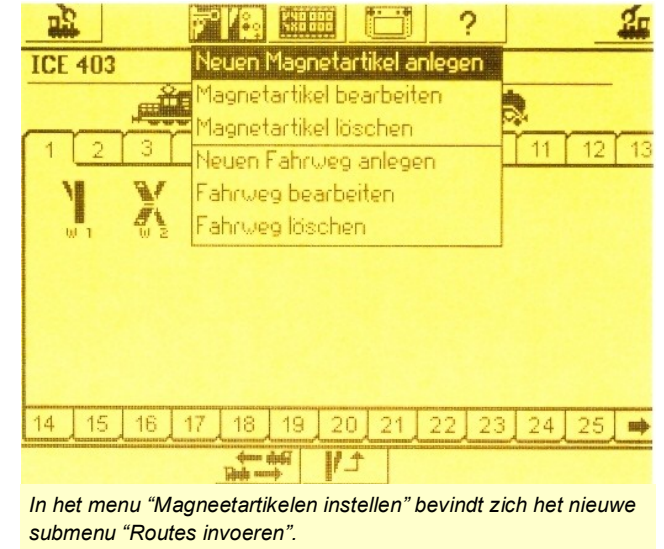 ?
ICE 403
Neuen Magnetartikel anlegen
Magnetartikel bearbeiten
Magnetartikel löschen
Neuen Fahrweg anlegen
Fahrweg bearbeiten
Fahrweg löschen
1 2 3 11 12 13
W 1 W 2
14 15 16 17 18 19 20 21 22 23 24 25
In het menu “Magneetartikelen instellen” bevindt zich het nieuwe
submenu “Routes invoeren”.